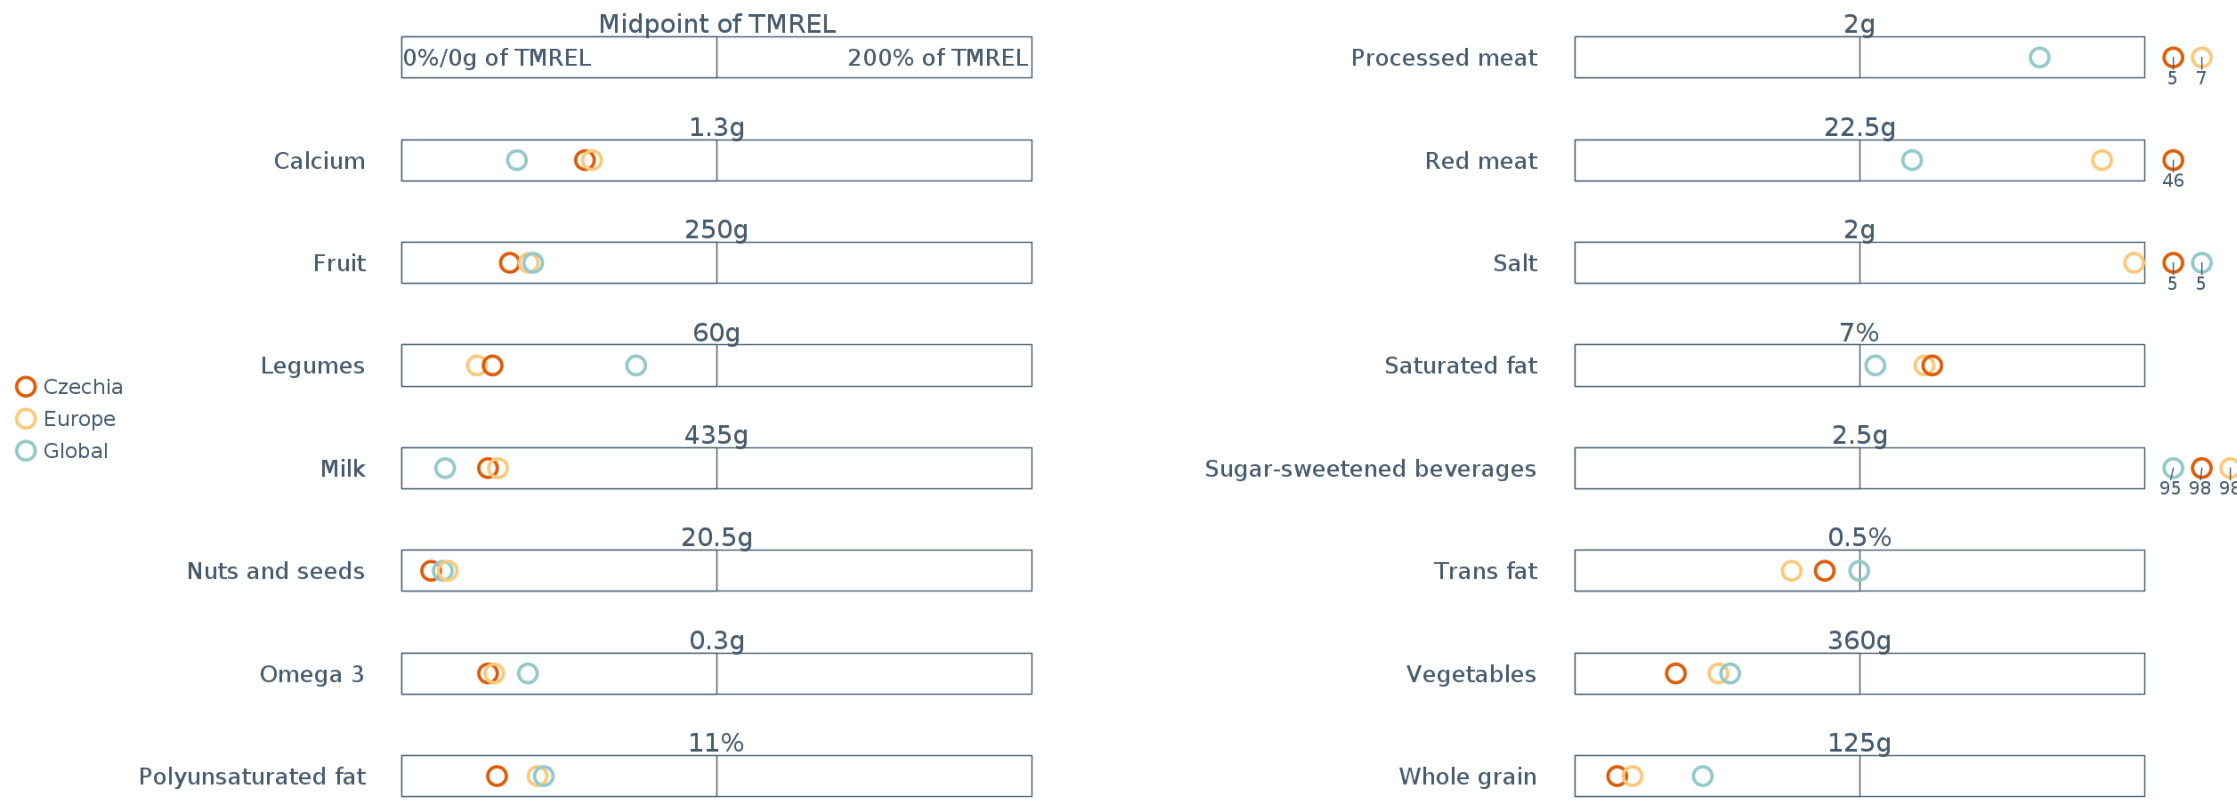 Midpoint of TMREL
0%/0g of TMREL
200% of TMREL
1.3g
Calcium
250g
Fruit
60g
Legumes
435g
Milk
20.5g
Nuts and seeds
0.3g
Omega 3
11%
Polyunsaturated fat
Czechia
Europe
Global
2g
Processed meat
5 7
22.5g
Red meat
46
2g
Salt
5 5
7%
Saturated fat
2.5g
Sugar-sweetened beverages
95 98 98
0.5%
Trans fat
360g
Vegetables
125g
Whole grain